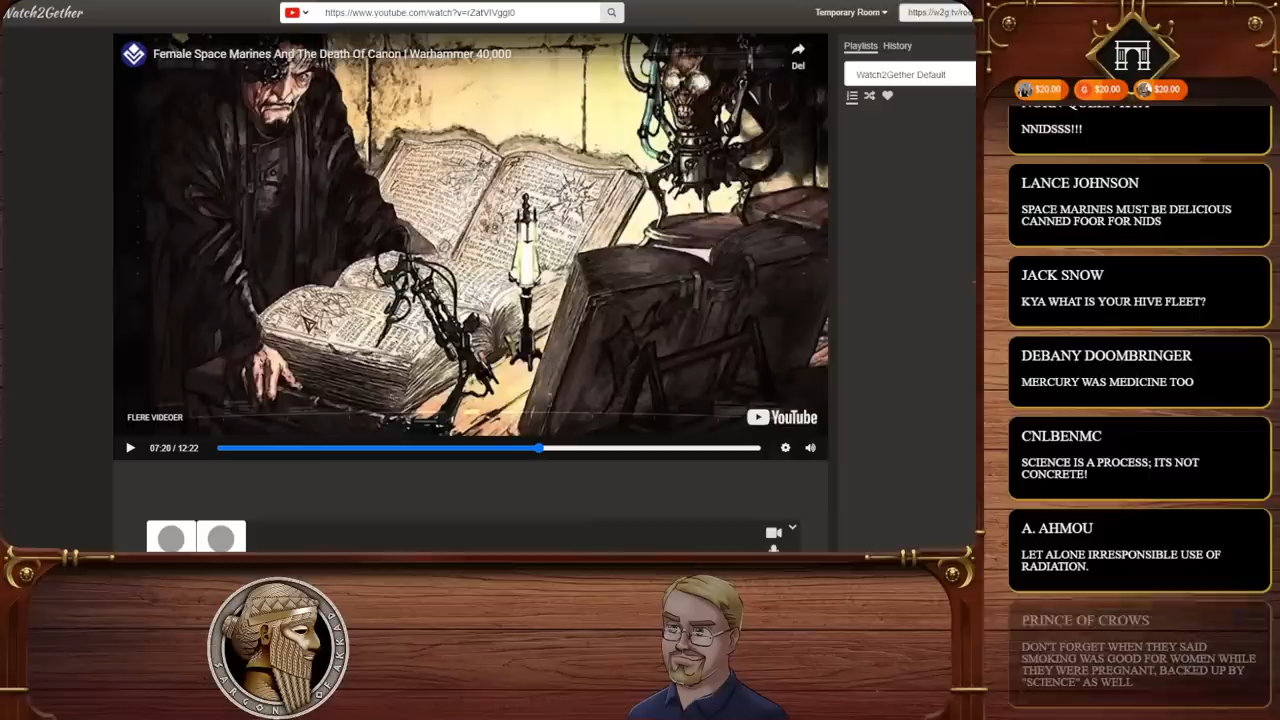 Watch2Gether
https://www.youtube.com/watch?v=rZatVIVggI0
Temporary Room
https://w2g.tv/roo
Female Space Marines And The Death Of Canon | Warhammer 40,000
Del
Playlists History
Watch2Gether Default
FLERE VIDEOER
YouTube
07:20 / 12:22
$20.00
G $20.00
$20.00
NNIDSSS!!!
LANCE JOHNSON
SPACE MARINES MUST BE DELICIOUS
CANNED FOOR FOR NIDS
JACK SNOW
KYA WHAT IS YOUR HIVE FLEET?
DEBANY DOOMBRINGER
MERCURY WAS MEDICINE TOO
CNLBENMC
SCIENCE IS A PROCESS; ITS NOT
CONCRETE!
A. AHMOU
LET ALONE IRRESPONSIBLE USE OF
RADIATION.
PRINCE OF CROWS
DON'T FORGET WHEN THEY SAID
SMOKING WAS GOOD FOR WOMEN WHILE
THEY WERE PREGNANT, BACKED UP BY
"SCIENCE" AS WELL
SARGON OF AKKAD